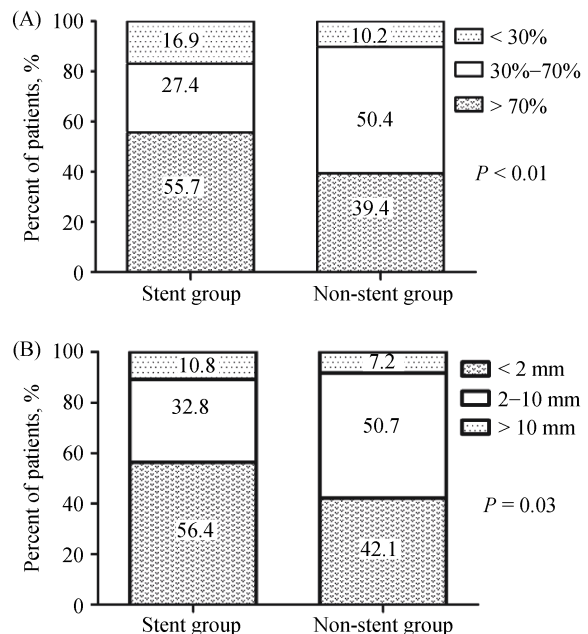 (A)
Percent of patients, %
100
80
60
40
20
0
16.9
27.4
55.7
10.2
50.4
39.4
Stent group
Non-stent group
< 30%
30%−70%
> 70%
P < 0.01
(B)
Percent of patients, %
100
80
60
40
20
0
10.8
32.8
56.4
7.2
50.7
42.1
Stent group
Non-stent group
< 2 mm
2−10 mm
> 10 mm
P = 0.03